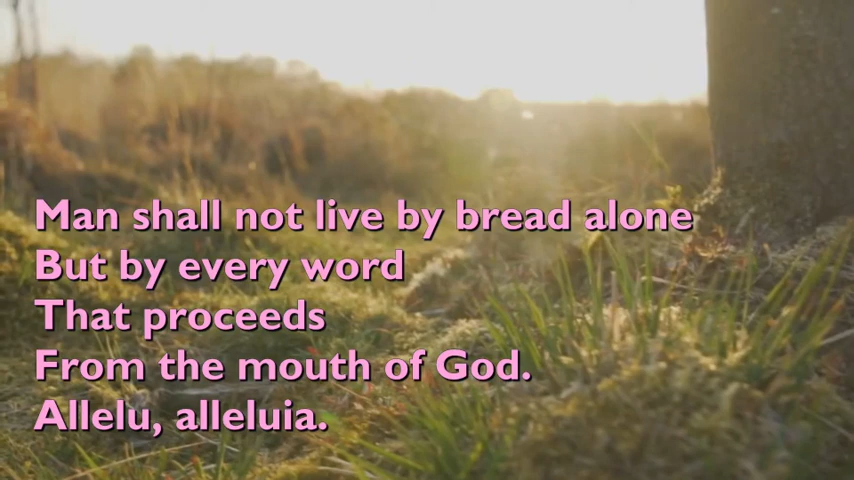 Man shall not live by bread alone
But by every word
That proceeds
From the mouth of God.
Allelu, alleluia.